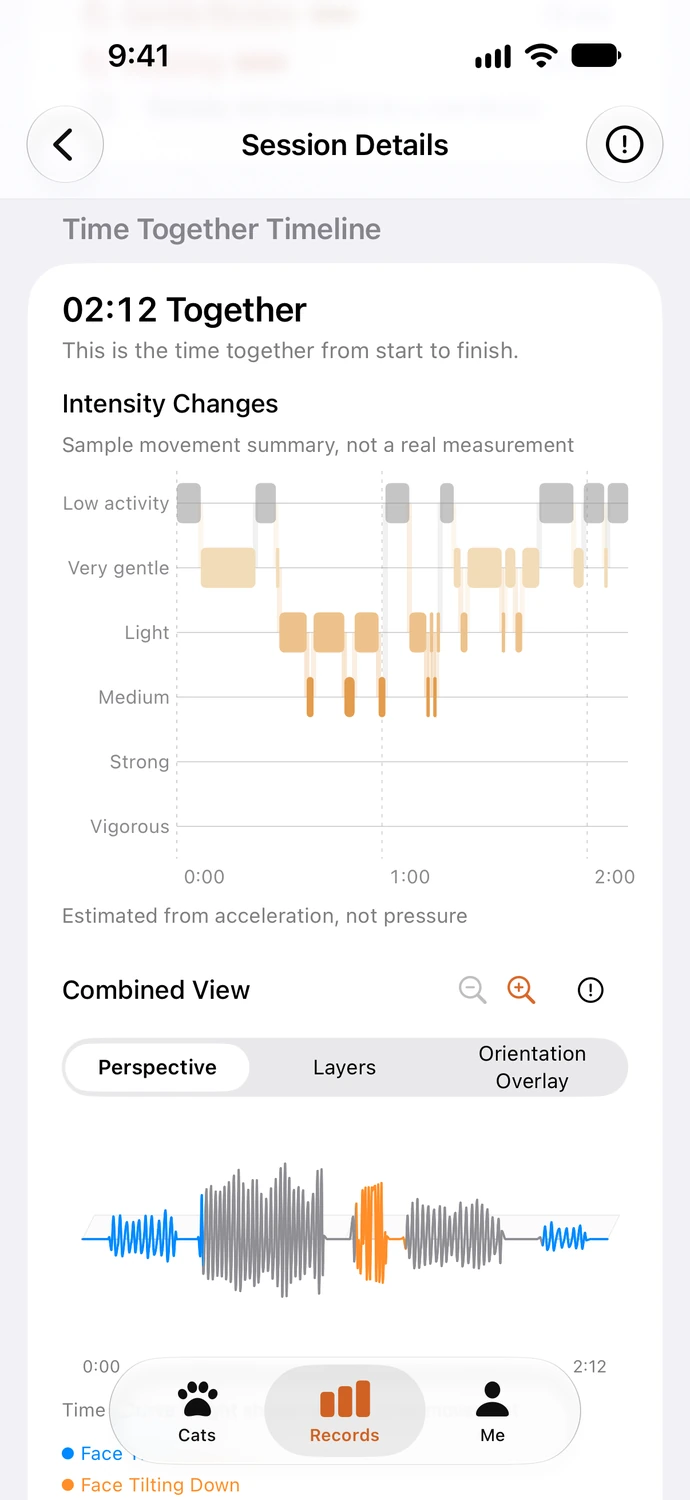 9:41
Session Details
Time Together Timeline
02:12 Together
This is the time together from start to finish.
Intensity Changes
Sample movement summary, not a real measurement
Low activity
Very gentle
Light
Medium
Strong
Vigorous
0:00 1:00 2:00
Estimated from acceleration, not pressure
Combined View
Perspective
Layers
Orientation
Overlay
0:00 2:12
Time
Face
Face Tilting Down
Cats
Records
Me